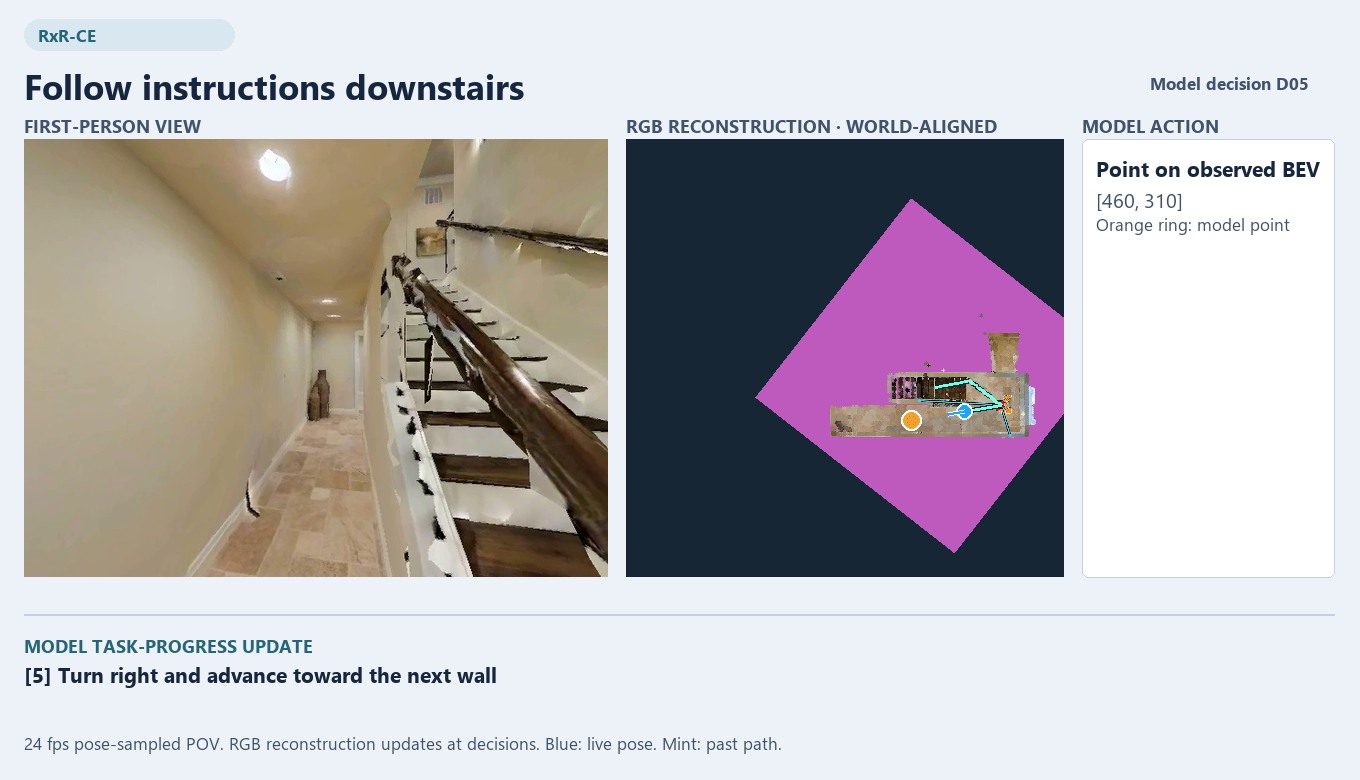 RxR-CE
Follow instructions downstairs
Model decision D05
FIRST-PERSON VIEW
RGB RECONSTRUCTION · WORLD-ALIGNED
MODEL ACTION
Point on observed BEV
[460, 310]
Orange ring: model point
MODEL TASK-PROGRESS UPDATE
[5] Turn right and advance toward the next wall
24 fps pose-sampled POV. RGB reconstruction updates at decisions. Blue: live pose. Mint: past path.